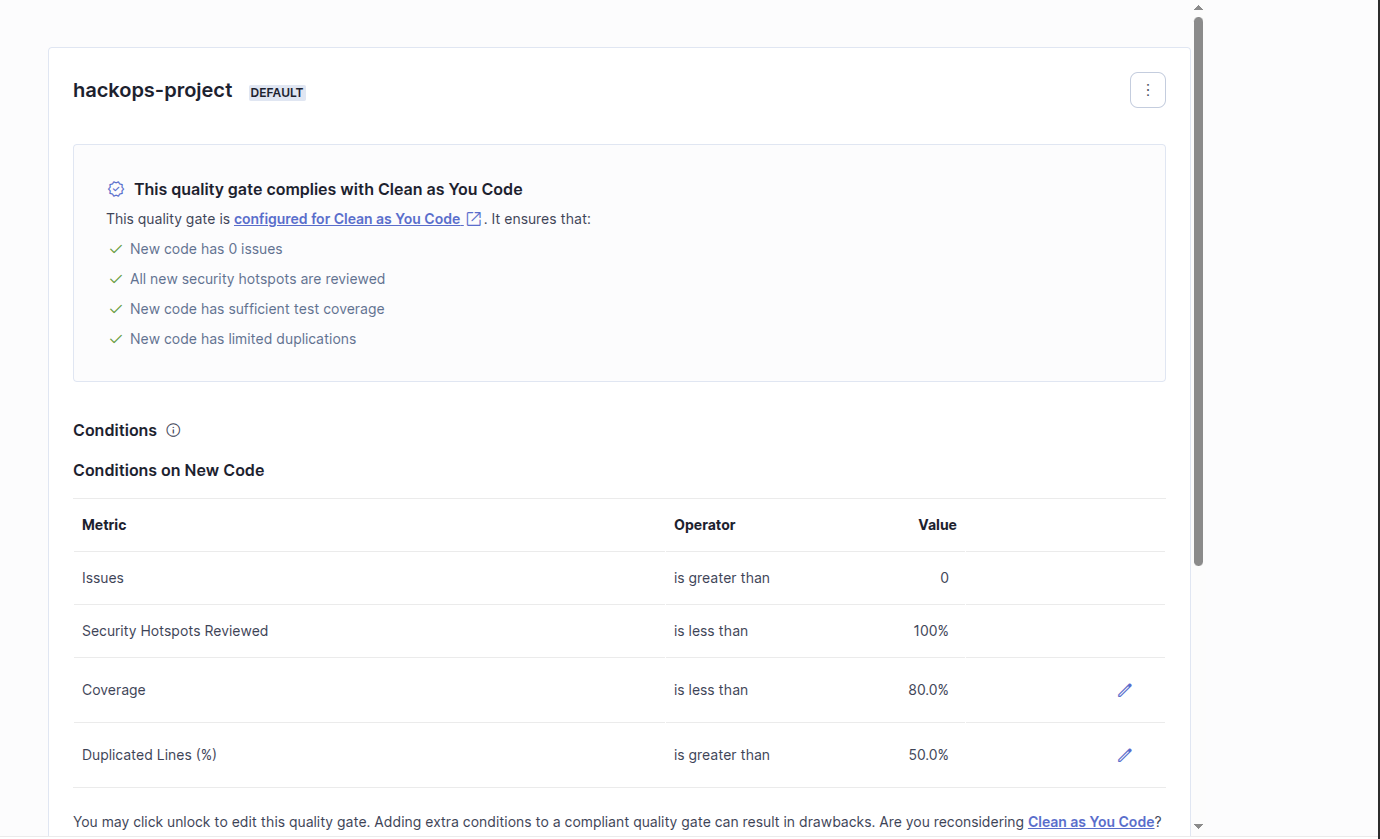 hackops-project DEFAULT
This quality gate complies with Clean as You Code
This quality gate is configured for Clean as You Code . It ensures that:
New code has 0 issues
All new security hotspots are reviewed
New code has sufficient test coverage
New code has limited duplications
Conditions
Conditions on New Code
Metric Operator Value
Issues is greater than 0
Security Hotspots Reviewed is less than 100%
Coverage is less than 80.0%
Duplicated Lines (%) is greater than 50.0%
You may click unlock to edit this quality gate. Adding extra conditions to a compliant quality gate can result in drawbacks. Are you reconsidering Clean as You Code?